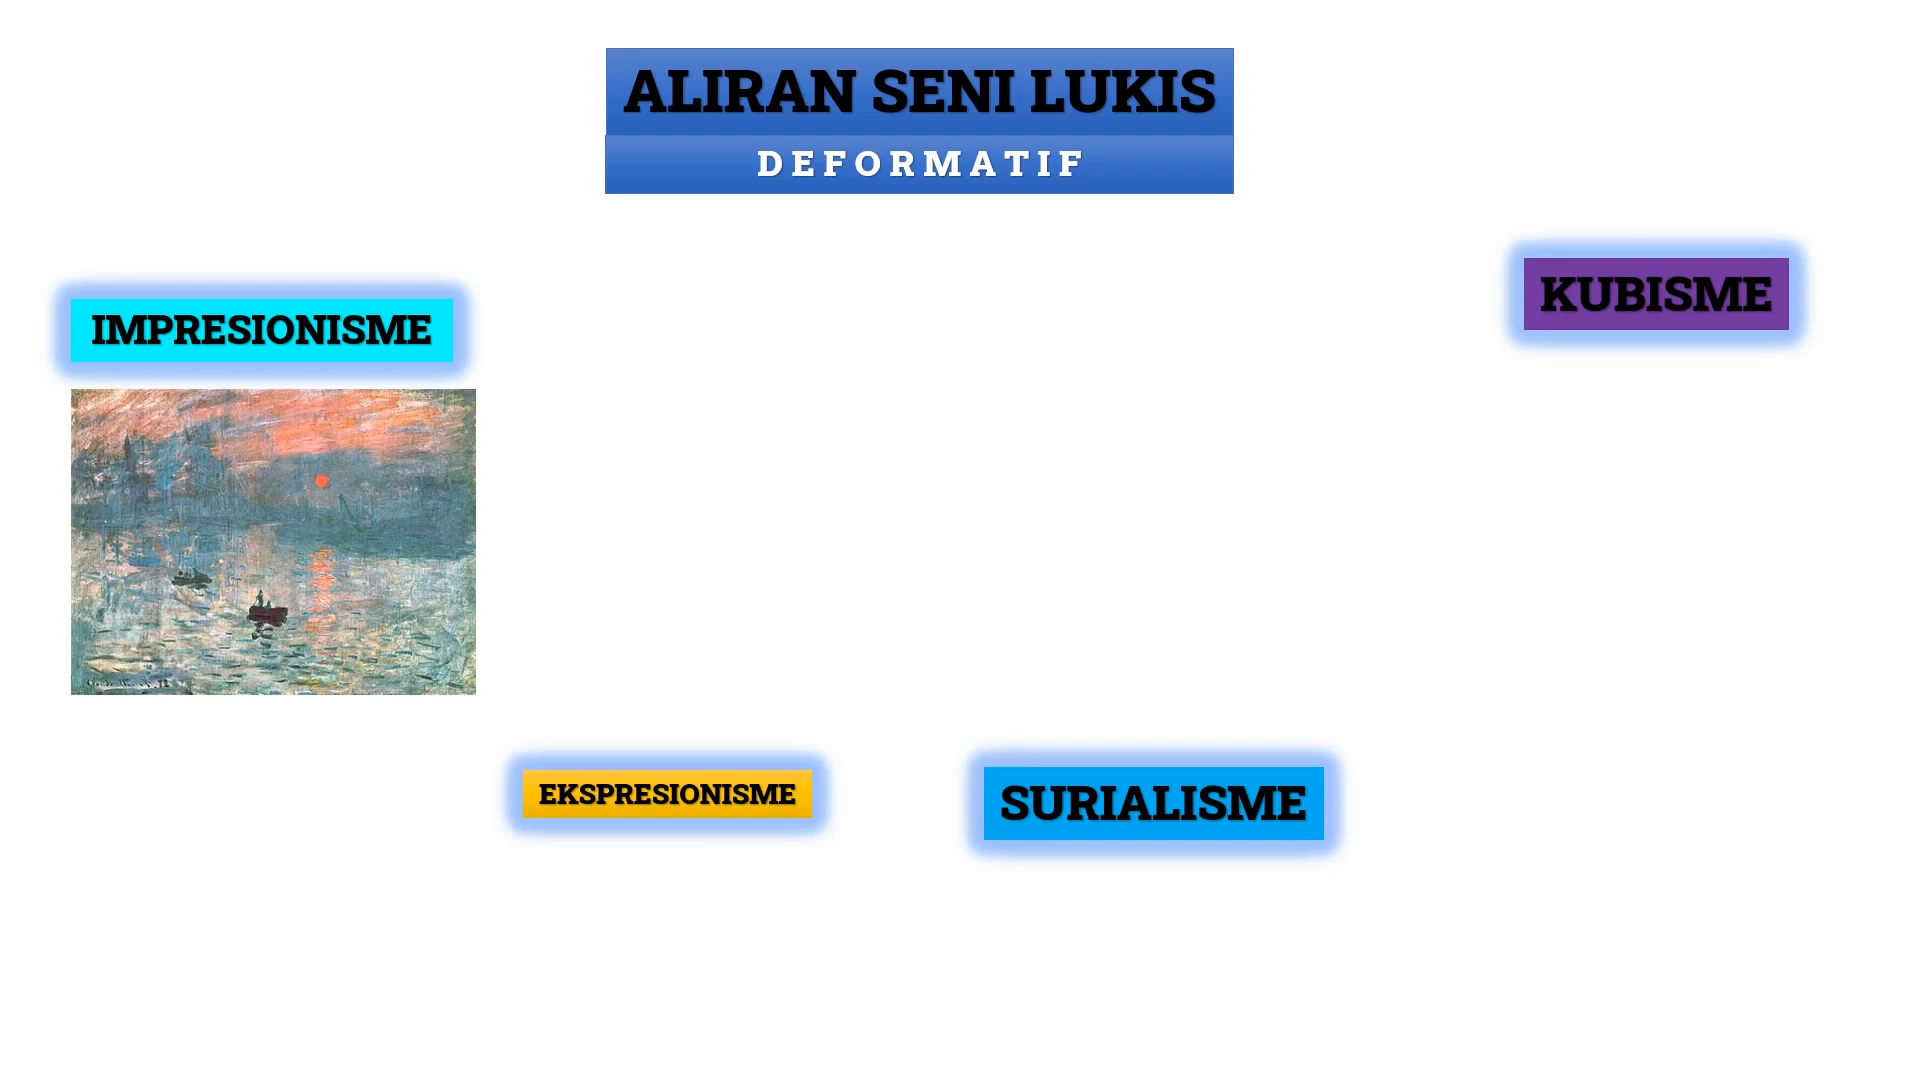 ALIRAN SENI LUKIS
DEFORMATIF
KUBISME
IMPRESIONISME
EKSPRESIONISME
SURIALISME